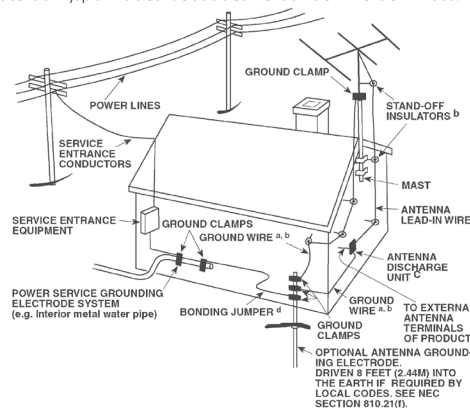 GROUND CLAMP
POWER LINES
STAND-OFF
INSULATORS b
SERVICE
ENTRANCE
CONDUCTORS
MAST
ANTENNA
LEAD-IN WIRE
SERVICE ENTRANCE
EQUIPMENT
GROUND CLAMPS
GROUND WIRE a, b
ANTENNA
DISCHARGE
UNIT C
POWER SERVICE GROUNDING
ELECTRODE SYSTEM
(e.g. Interior metal water pipe)
BONDING JUMPER d
GROUND
WIRE a, b
GROUND
CLAMPS
TO EXTERNA
ANTENNA
TERMINALS
OF PRODUCT
OPTIONAL ANTENNA GROUND-
ING ELECTRODE.
DRIVEN 8 FEET (2.44M) INTO
THE EARTH IF REQUIRED BY
LOCAL CODES. SEE NEC
SECTION 810.21(f).